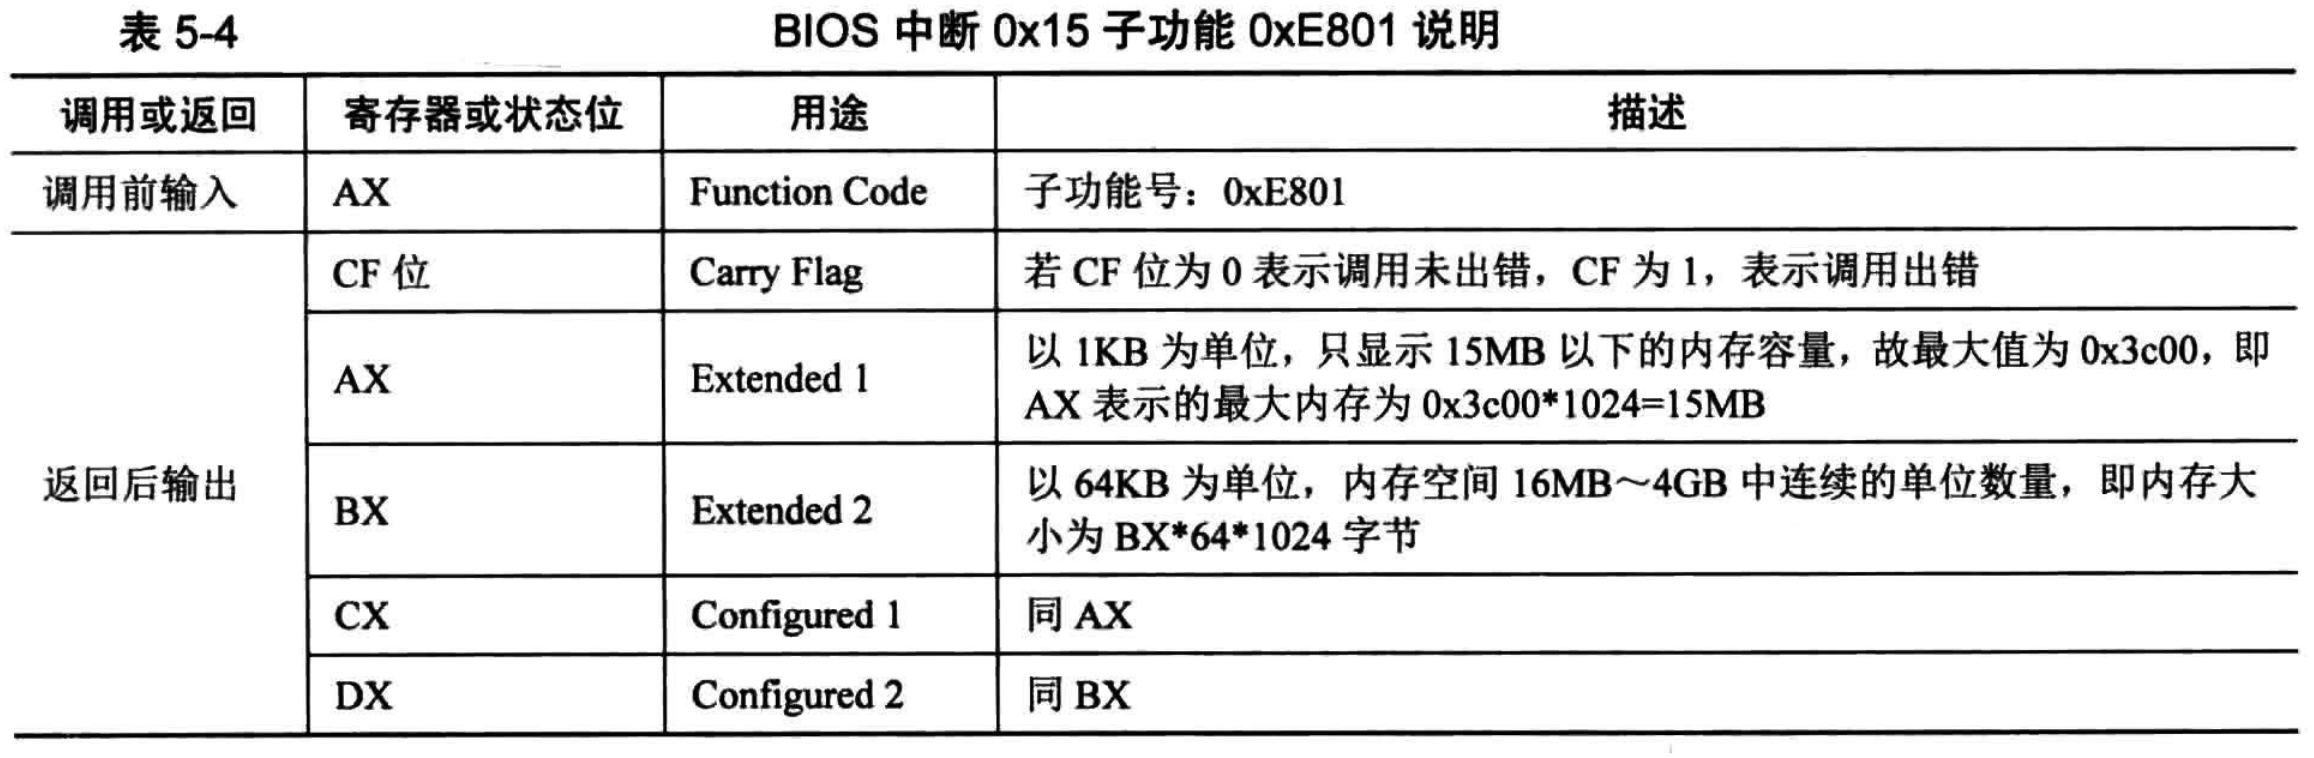 表 5-4
BIOS 中断 0x15 子功能 0xE801 说明
调用或返回 寄存器或状态位 用途 描述
调用前输入 AX Function Code 子功能号：0xE801
返回后输出
CF 位 Carry Flag 若 CF 位为 0 表示调用未出错，CF 为 1，表示调用出错
AX Extended 1 以 1KB 为单位，只显示 15MB 以下的内存容量，故最大值为 0x3c00，即
AX 表示的最大内存为 0x3c00*1024=15MB
BX Extended 2 以 64KB 为单位，内存空间 16MB～4GB 中连续的单位数量，即内存大
小为 BX*64*1024 字节
CX Configured 1 同 AX
DX Configured 2 同 BX